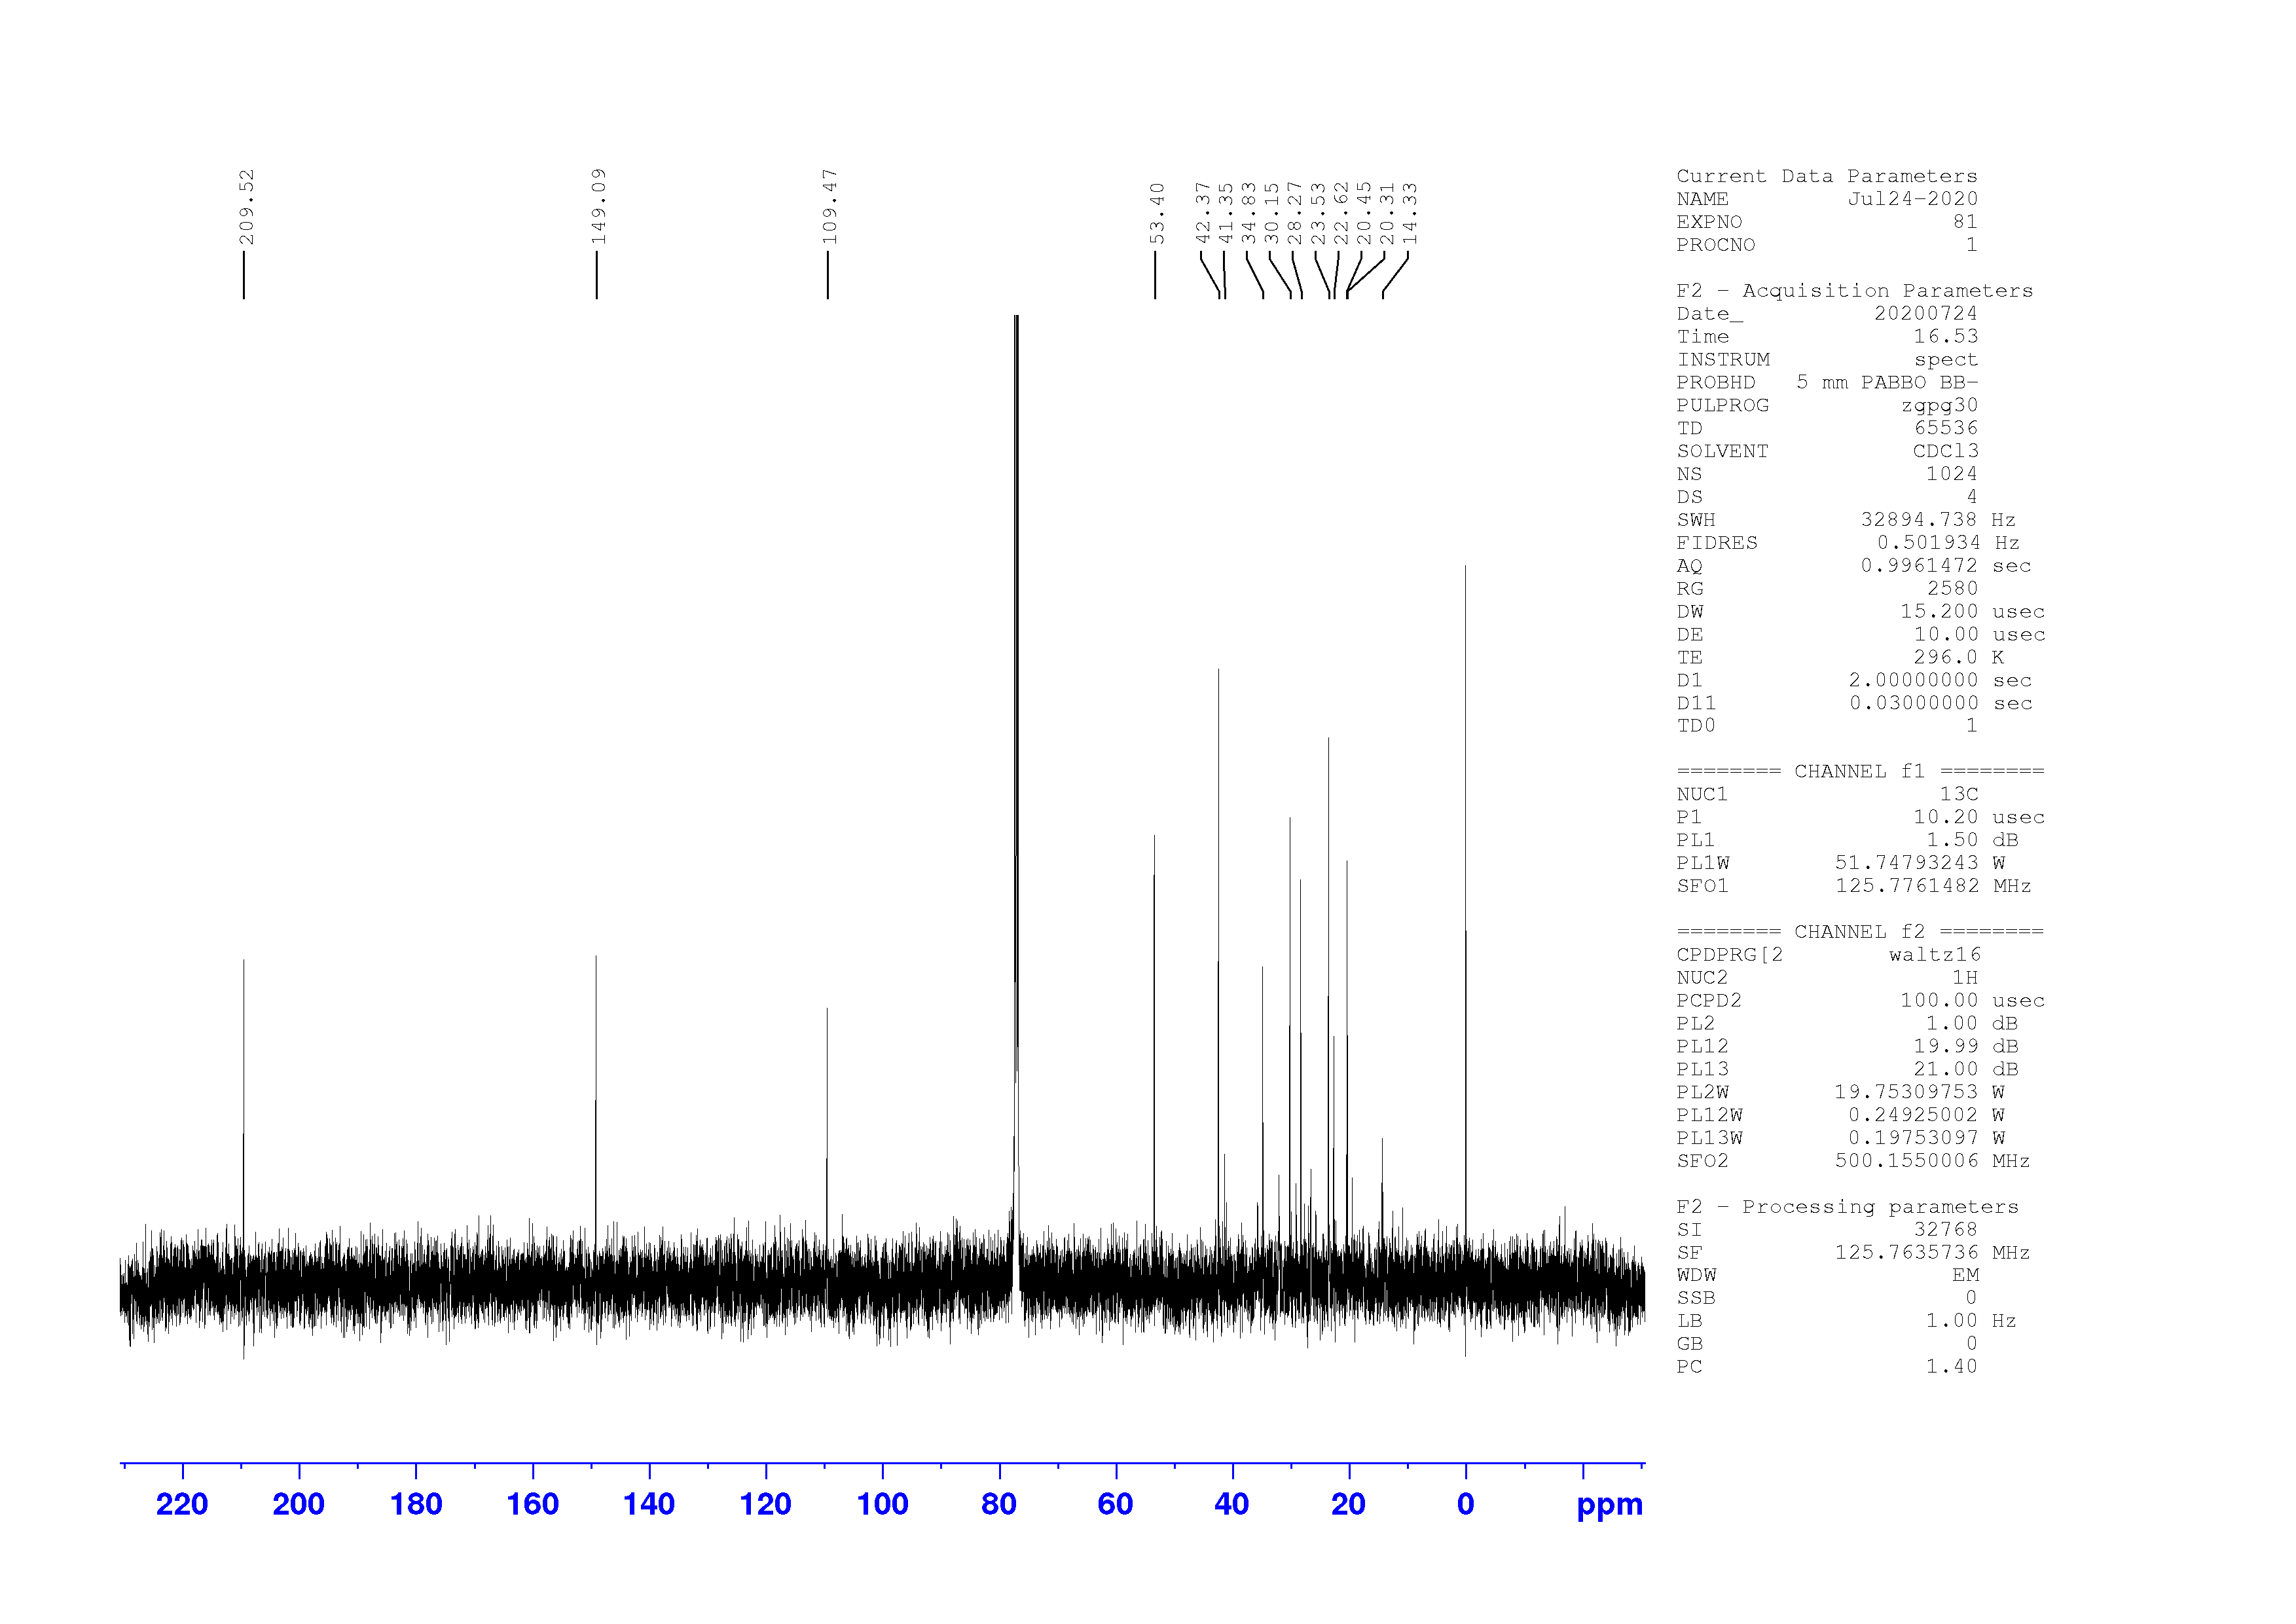 209.52
149.09
109.47
53.40
42.37
41.35
34.83
30.15
28.27
23.53
22.62
20.45
20.31
14.33
Current Data Parameters
NAME Jul24-2020
EXPNO 81
PROCNO 1
F2 - Acquisition Parameters
Date_ 20200724
Time 16.53
INSTRUM spect
PROBHD 5 mm PABBO BB-
PULPROG zgpg30
TD 65536
SOLVENT CDCl3
NS 1024
DS 4
SWH 32894.738 Hz
FIDRES 0.501934 Hz
AQ 0.9961472 sec
RG 2580
DW 15.200 usec
DE 10.00 usec
TE 296.0 K
D1 2.00000000 sec
D11 0.03000000 sec
TD0 1
======== CHANNEL f1 ========
NUC1 13C
P1 10.20 usec
PL1 1.50 dB
PL1W 51.74793243 W
SFO1 125.7761482 MHz
======== CHANNEL f2 ========
CPDPRG[2 waltz16
NUC2 1H
PCPD2 100.00 usec
PL2 1.00 dB
PL12 19.99 dB
PL13 21.00 dB
PL2W 19.75309753 W
PL12W 0.24925002 W
PL13W 0.19753097 W
SFO2 500.1550006 MHz
F2 - Processing parameters
SI 32768
SF 125.7635736 MHz
WDW EM
SSB 0
LB 1.00 Hz
GB 0
PC 1.40
220 200 180 160 140 120 100 80 60 40 20 0 ppm